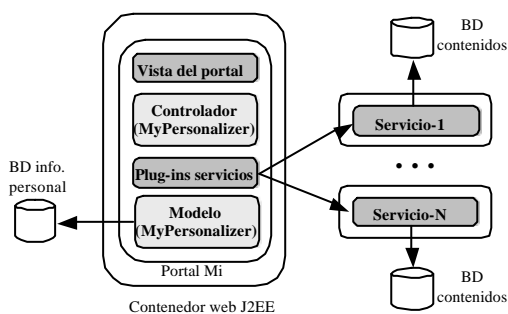 BD
contenidos
Vista del portal
Controlador
(MyPersonalizer)
Servicio-1
BD info.
personal
Plug-ins servicios
. . .
Modelo
(MyPersonalizer)
Servicio-N
Portal Mi
BD
contenidos
Contenedor web J2EE